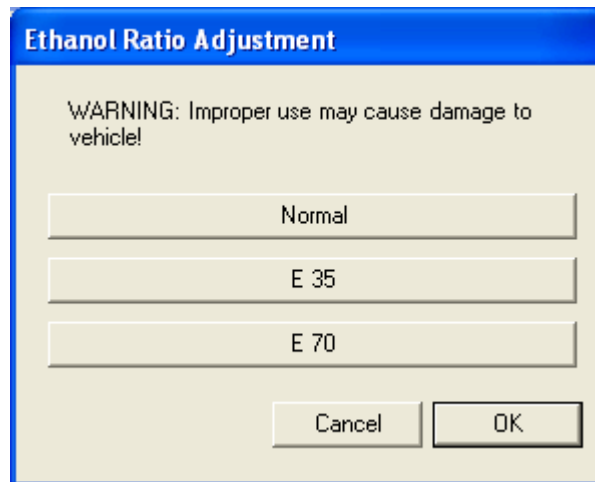 Ethanol Ratio Adjustment
WARNING: Improper use may cause damage to
vehicle!
Normal
E 35
E 70
Cancel OK